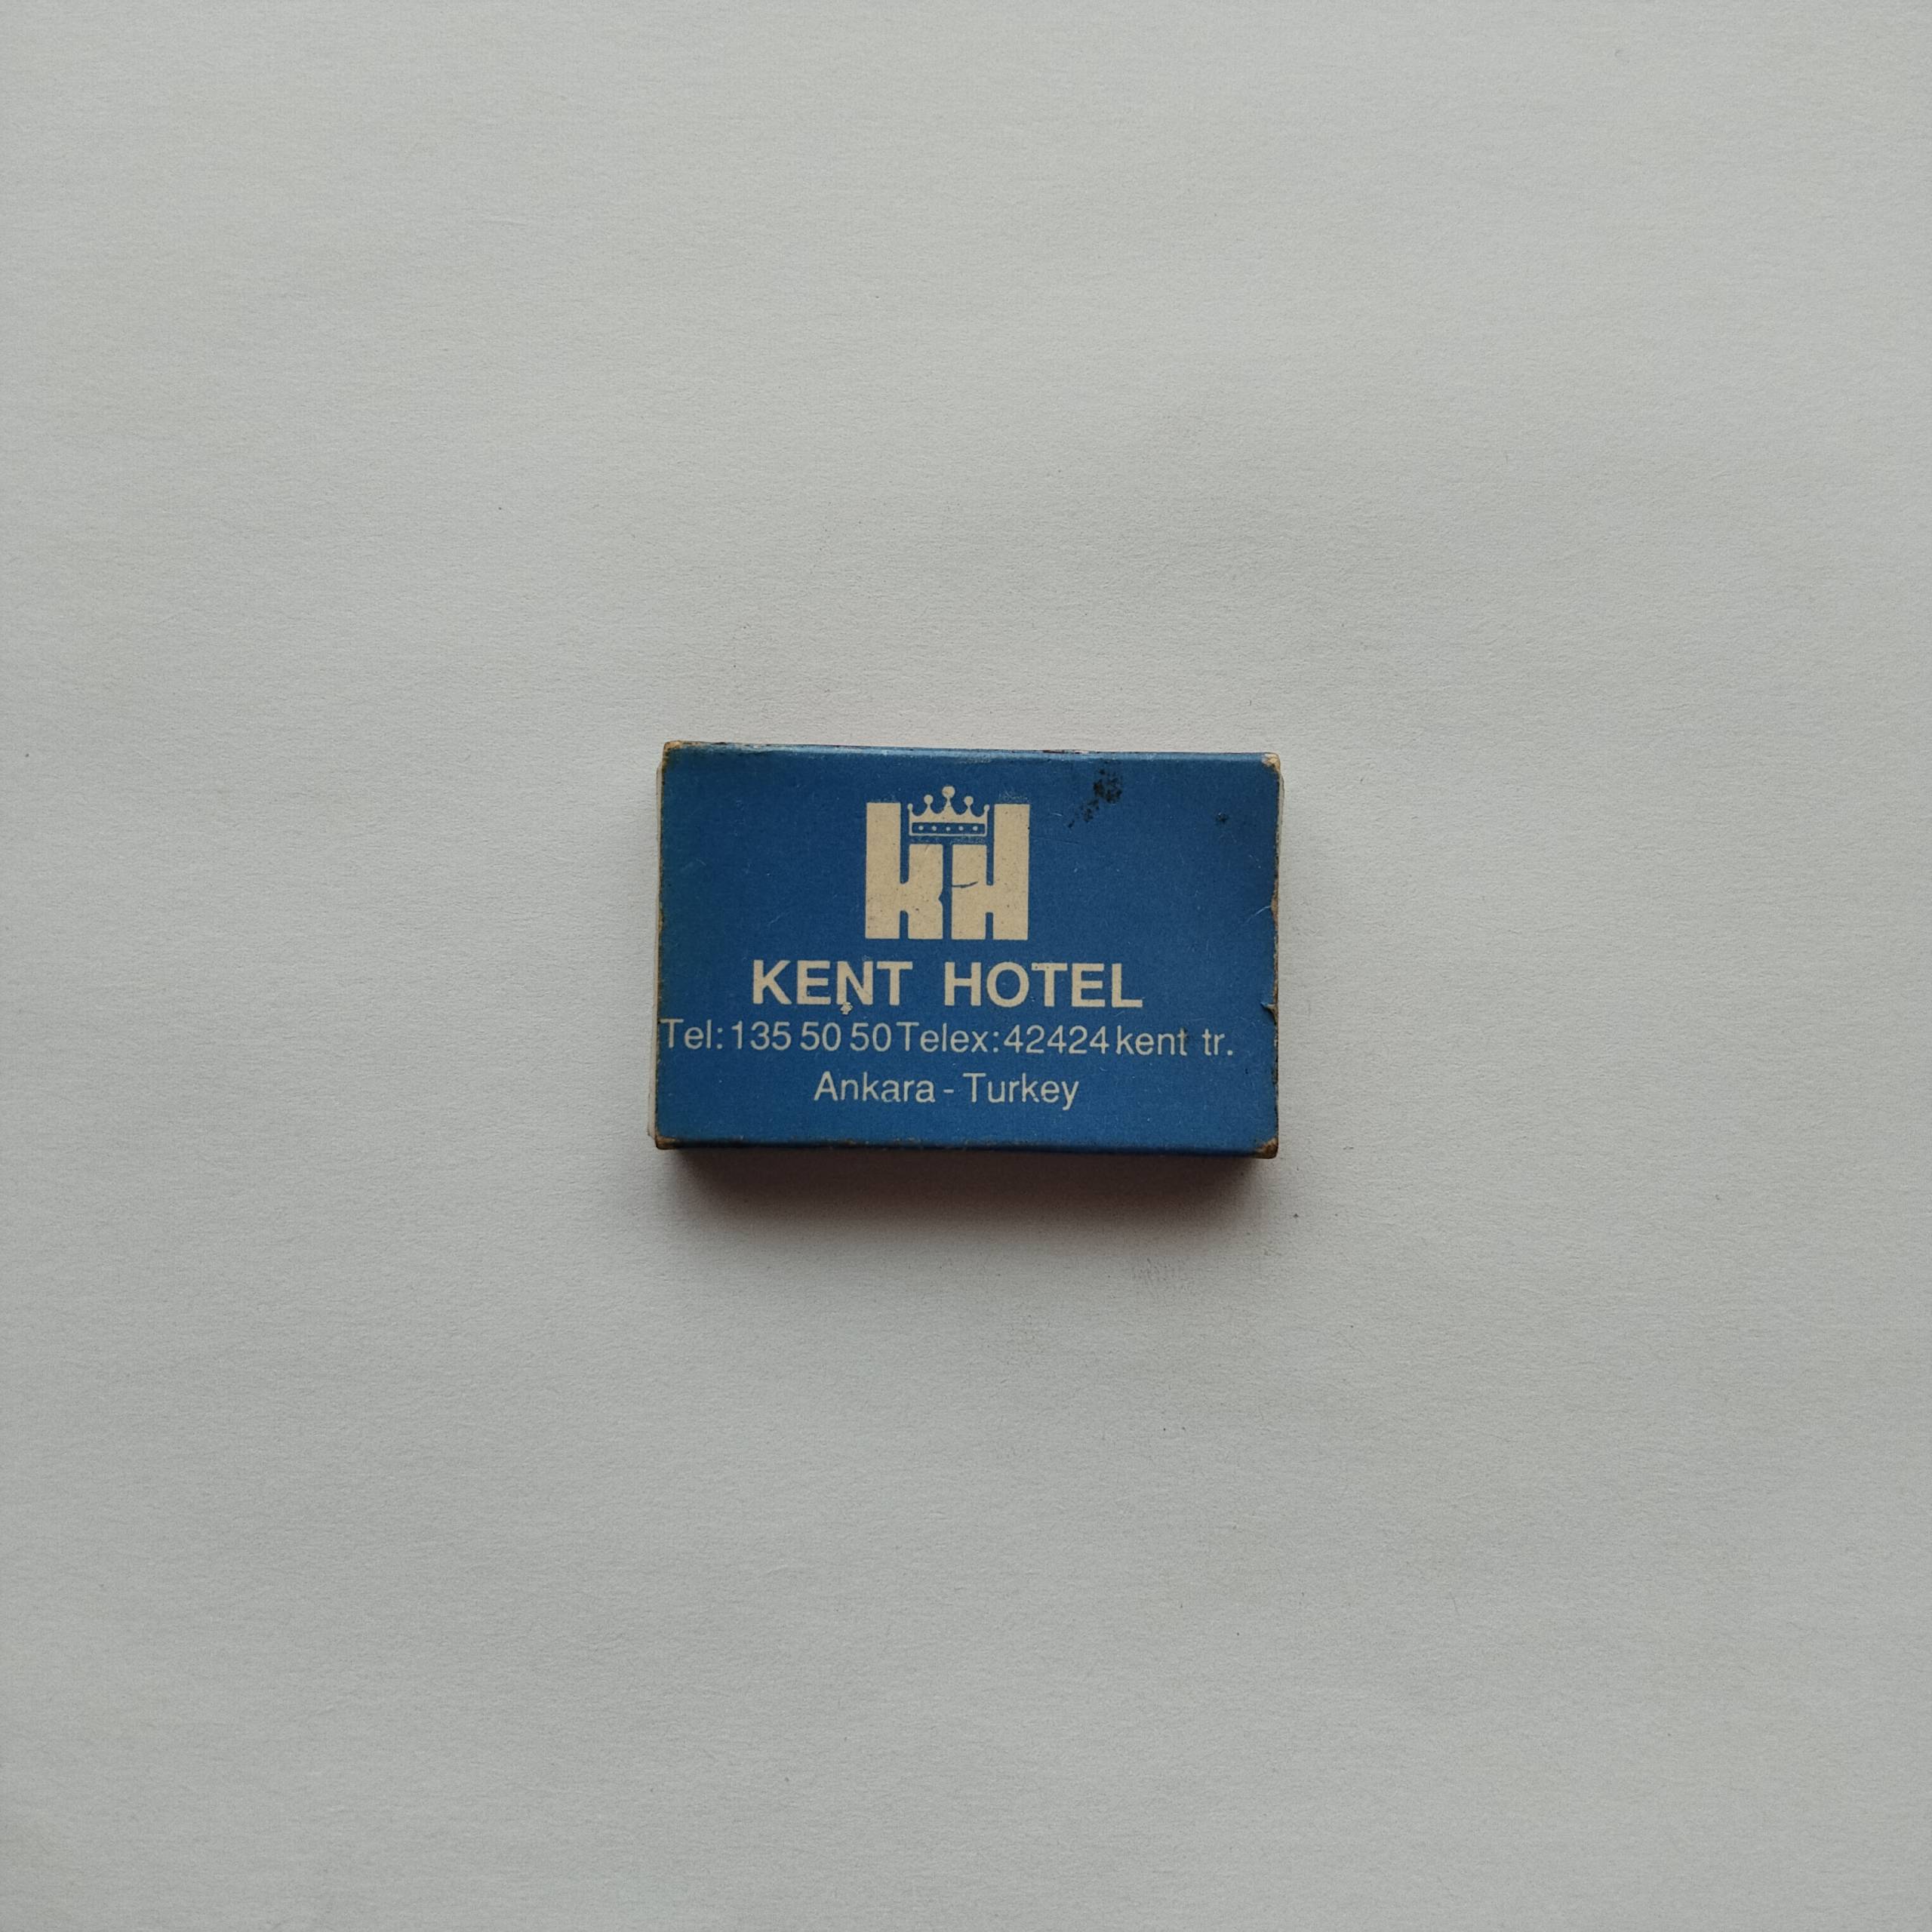 KH
KENT HOTEL
Tel: 135 50 50 Telex: 42424 kent tr.
Ankara - Turkey